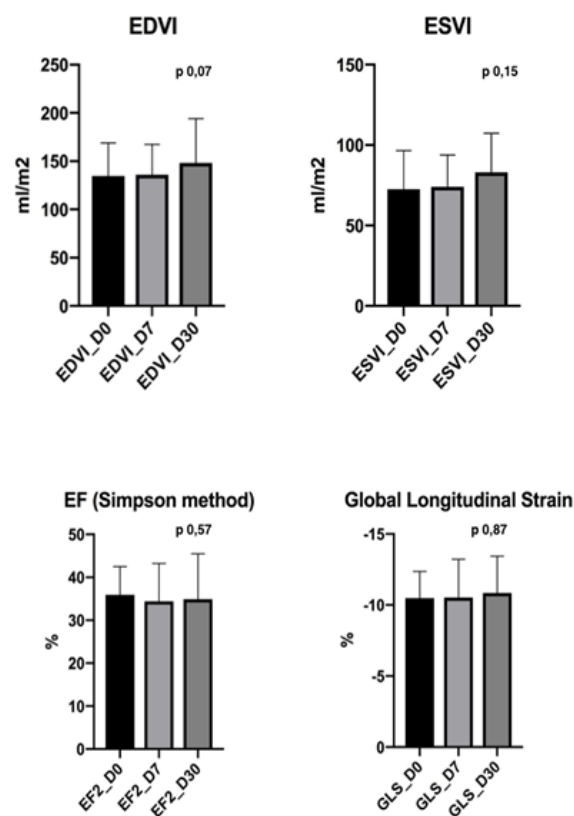 EDVI
p 0,07
ml/m2
250
200
150
100
50
0
EDVI_D0
EDVI_D7
EDVI_D30
ESVI
p 0,15
ml/m2
150
100
50
0
ESVI_D0
ESVI_D7
ESVI_D30
EF (Simpson method)
p 0,57
%
50
40
30
20
10
0
EF2_D0
EF2_D7
EF2_D30
Global Longitudinal Strain
p 0,87
%
-15
-10
-5
0
GLS_D0
GLS_D7
GLS_D30